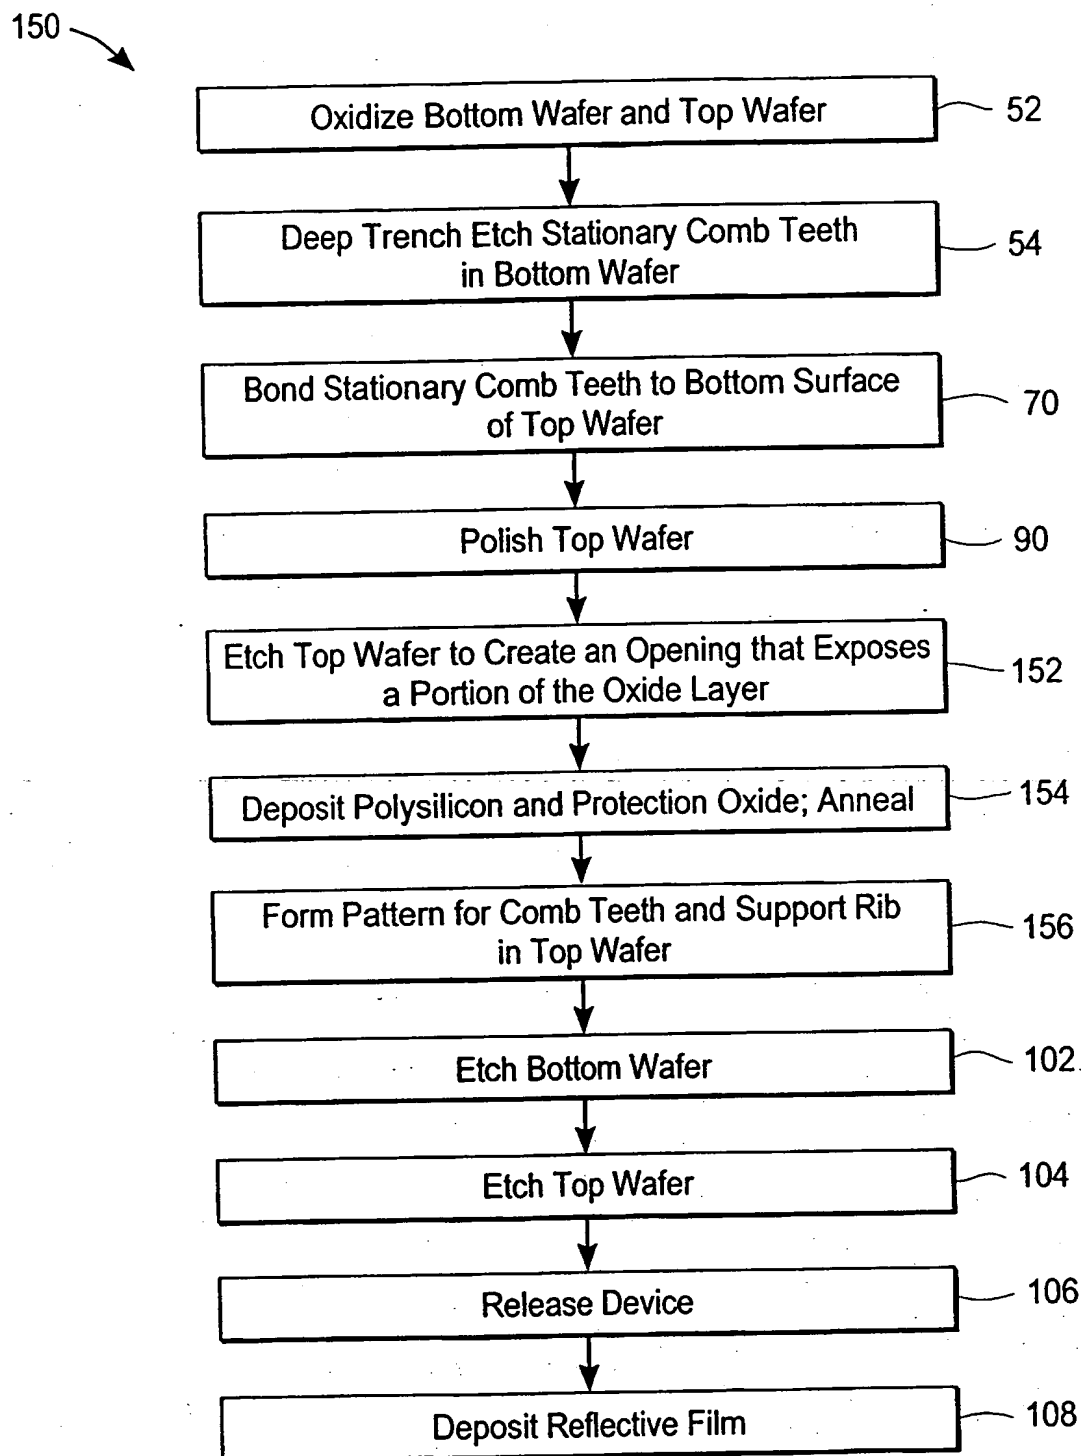 150
Oxidize Bottom Wafer and Top Wafer
52
Deep Trench Etch Stationary Comb Teeth
in Bottom Wafer
54
Bond Stationary Comb Teeth to Bottom Surface
of Top Wafer
70
Polish Top Wafer
90
Etch Top Wafer to Create an Opening that Exposes
a Portion of the Oxide Layer
152
Deposit Polysilicon and Protection Oxide; Anneal
154
Form Pattern for Comb Teeth and Support Rib
in Top Wafer
156
Etch Bottom Wafer
102
Etch Top Wafer
104
Release Device
106
Deposit Reflective Film
108